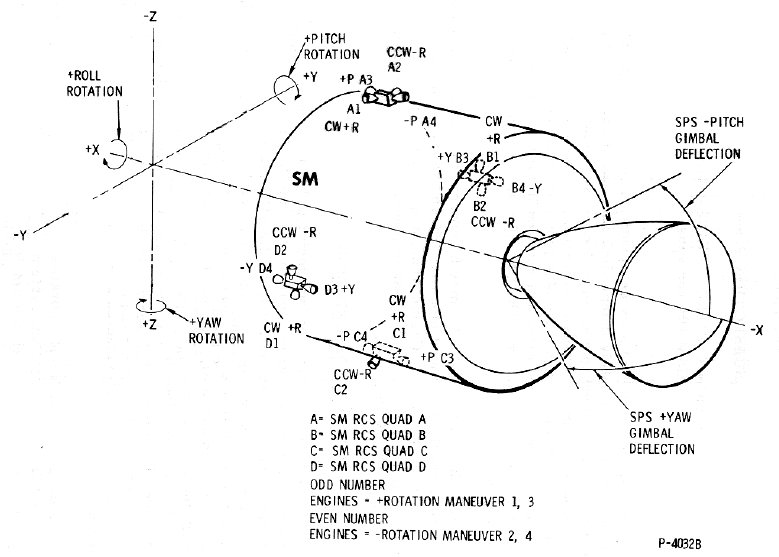 -Z
+PITCH
ROTATION
+Y
+ROLL
ROTATION
+X
-Y
+Z
+YAW
ROTATION
CCW-R
A2
+P A3
A1
CW+R
-P A4
CW
+R
+Y B3 B1
B4 -Y
B2
CCW -R
SM
CCW -R
D2
-Y D4
D3+Y
CW +R
D1
CW
+R
C1
-P C4
+P C3
CCW-R
C2
SPS -PITCH
GIMBAL
DEFLECTION
-X
SPS +YAW
GIMBAL
DEFLECTION
A= SM RCS QUAD A
B= SM RCS QUAD B
C= SM RCS QUAD C
D= SM RCS QUAD D
ODD NUMBER
ENGINES = +ROTATION MANEUVER 1, 3
EVEN NUMBER
ENGINES = -ROTATION MANEUVER 2, 4
P-4032B